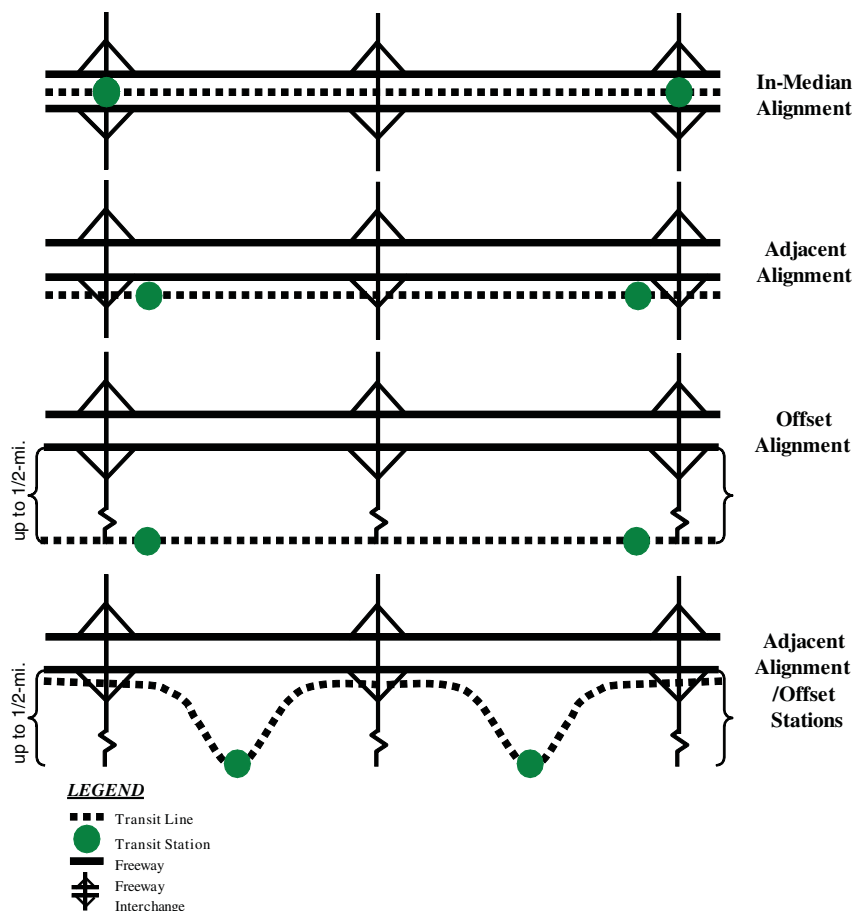 In-Median
Alignment
Adjacent
Alignment
Offset
Alignment
up to 1/2-mi.
Adjacent
Alignment
/Offset
Stations
up to 1/2-mi.
LEGEND
Transit Line
Transit Station
Freeway
Freeway
Interchange